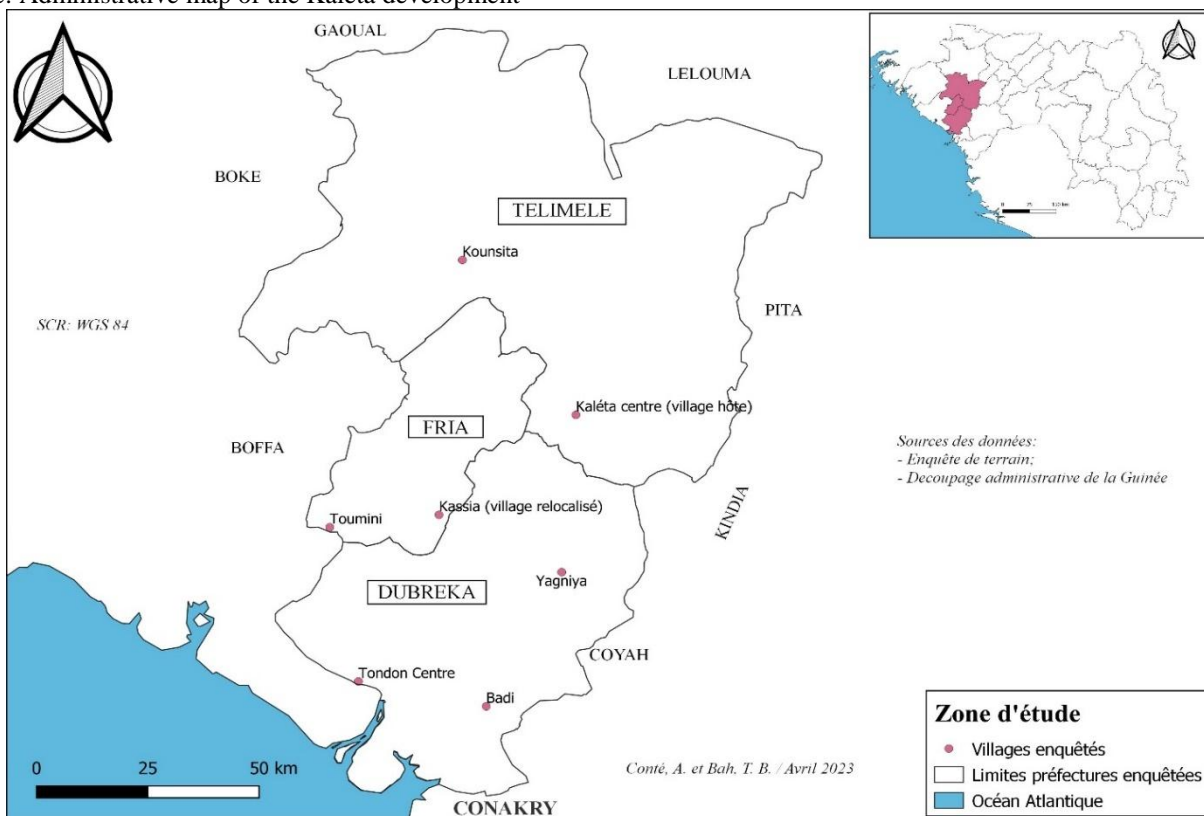 Administrative map of the Kaleta development
GAOUAL
LELOUMA
BOKE
TELIMELE
Kounsita
SCR: WGS 84
PITA
Kaléta centre (village hôte)
FRIA
BOFFA
Sources des données:
- Enquête de terrain;
- Decoupage administrative de la Guinée
KINDIA
Kassia (village relocalisé)
Toumini
Yagniya
DUBREKA
COYAH
Tondon Centre
Badi
0 25 50 km
Conté, A. et Bah, T. B. / Avril 2023
CONAKRY
Zone d'étude
Villages enquêtés
Limites préfectures enquêtées
Océan Atlantique